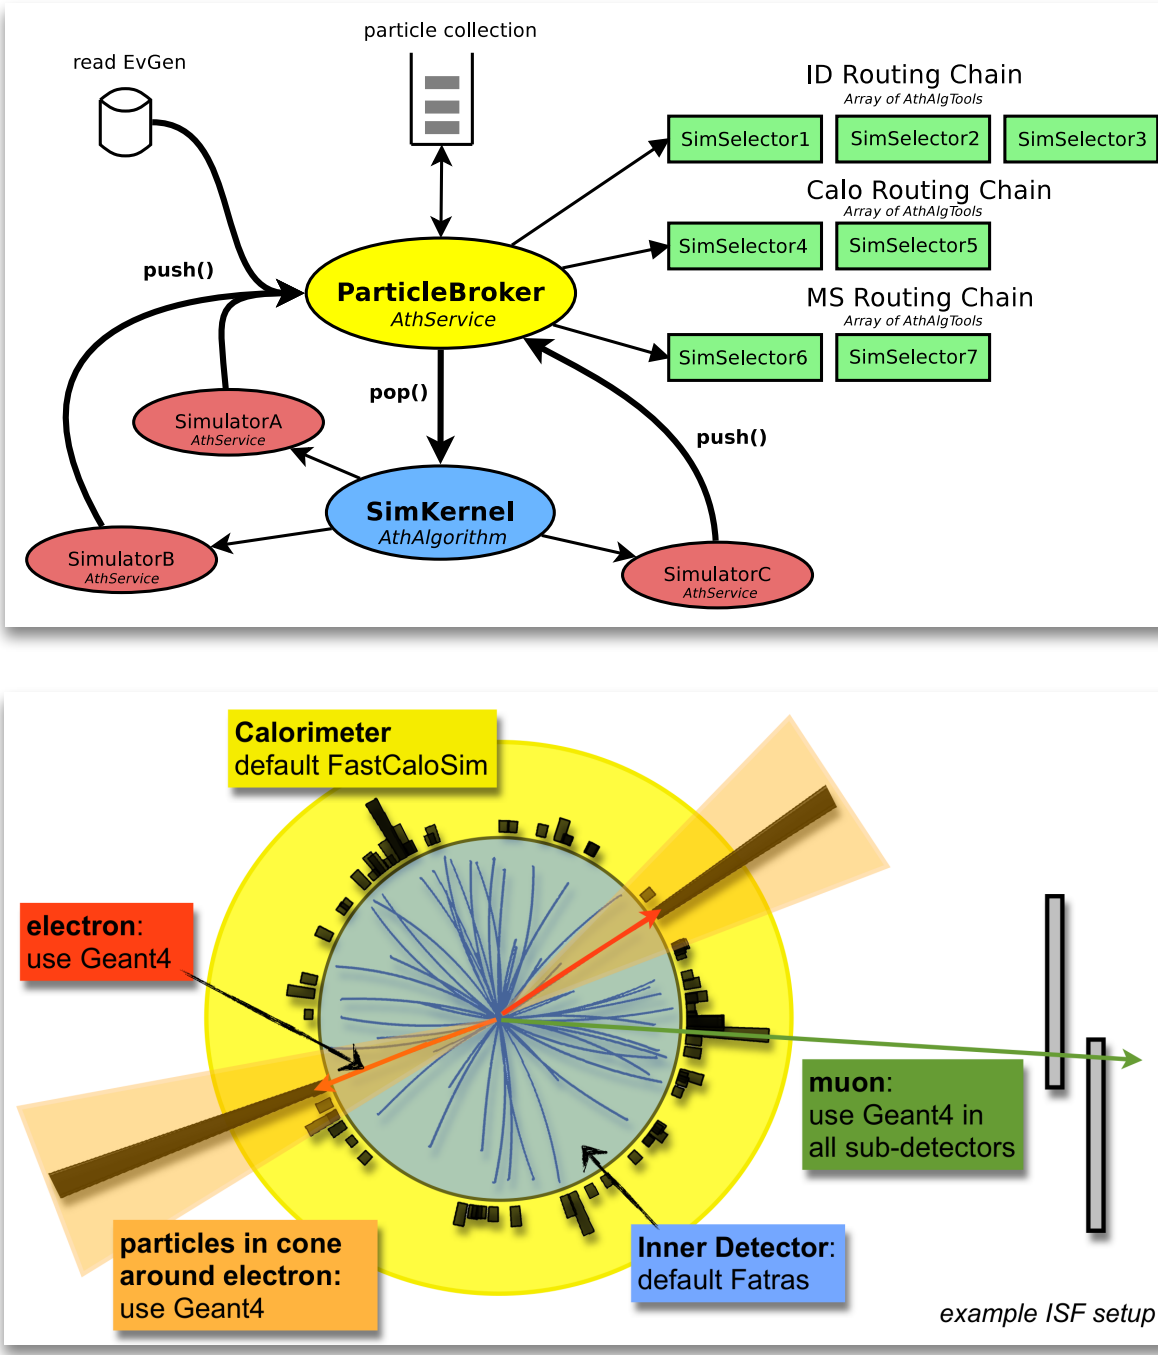 particle collection
read EvGen
ID Routing Chain
Array of AthAlgTools
SimSelector1 SimSelector2 SimSelector3
Calo Routing Chain
Array of AthAlgTools
SimSelector4 SimSelector5
push()
ParticleBroker
AthService
MS Routing Chain
Array of AthAlgTools
SimSelector6 SimSelector7
pop()
SimulatorA
AthService
push()
SimKernel
AthAlgorithm
SimulatorB
AthService
SimulatorC
AthService
Calorimeter
default FastCaloSim
electron:
use Geant4
muon:
use Geant4 in
all sub-detectors
particles in cone
around electron:
use Geant4
Inner Detector:
default Fatras
example ISF setup